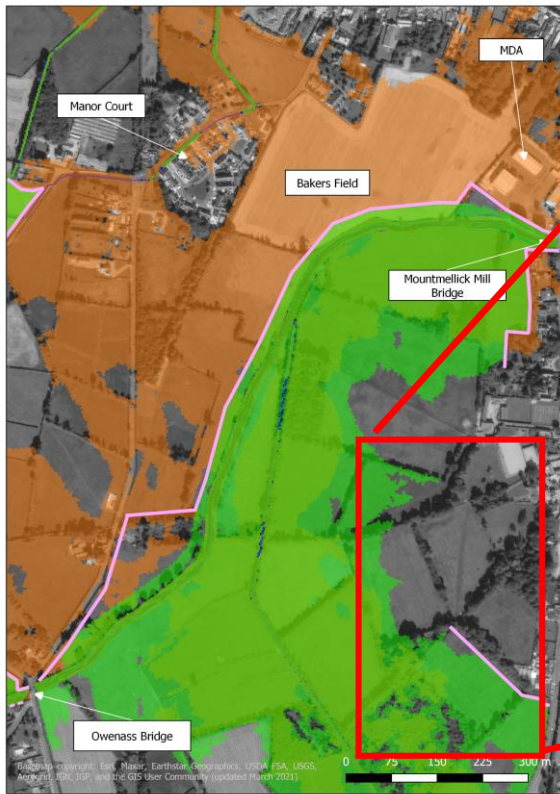 MDA
Manor Court
Bakers Field
Mountmellick Mill
Bridge
Owenass Bridge
Basemap copyright: Esri, Maxar, Earthstar Geographics, USDA FSA, USGS,
Aerogrid, IGN, IGP, and the GIS User Community (updated March 2021)
0 75 150 225 300 m